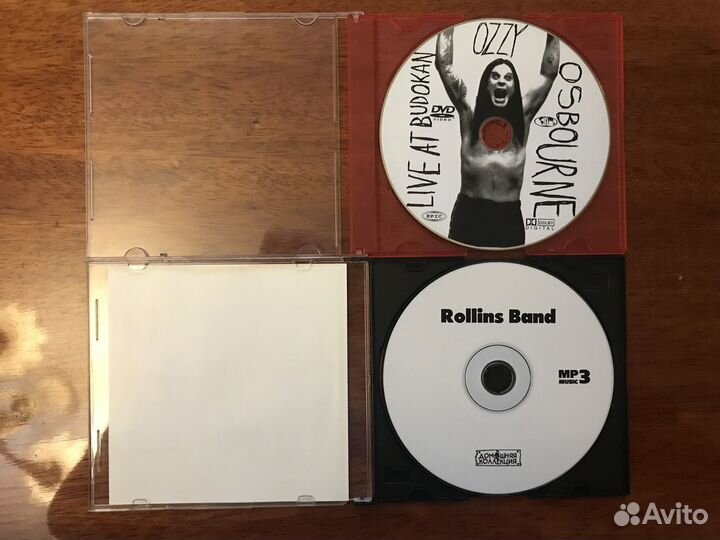 OZZY
OSBOURNE
LIVE AT BUDOKAN
DVD
VIDEO
EPIC
DOLBY
DIGITAL
Rollins Band
MP3
MUSIC
ДОМАШНЯЯ
КОЛЛЕКЦИЯ
Avito